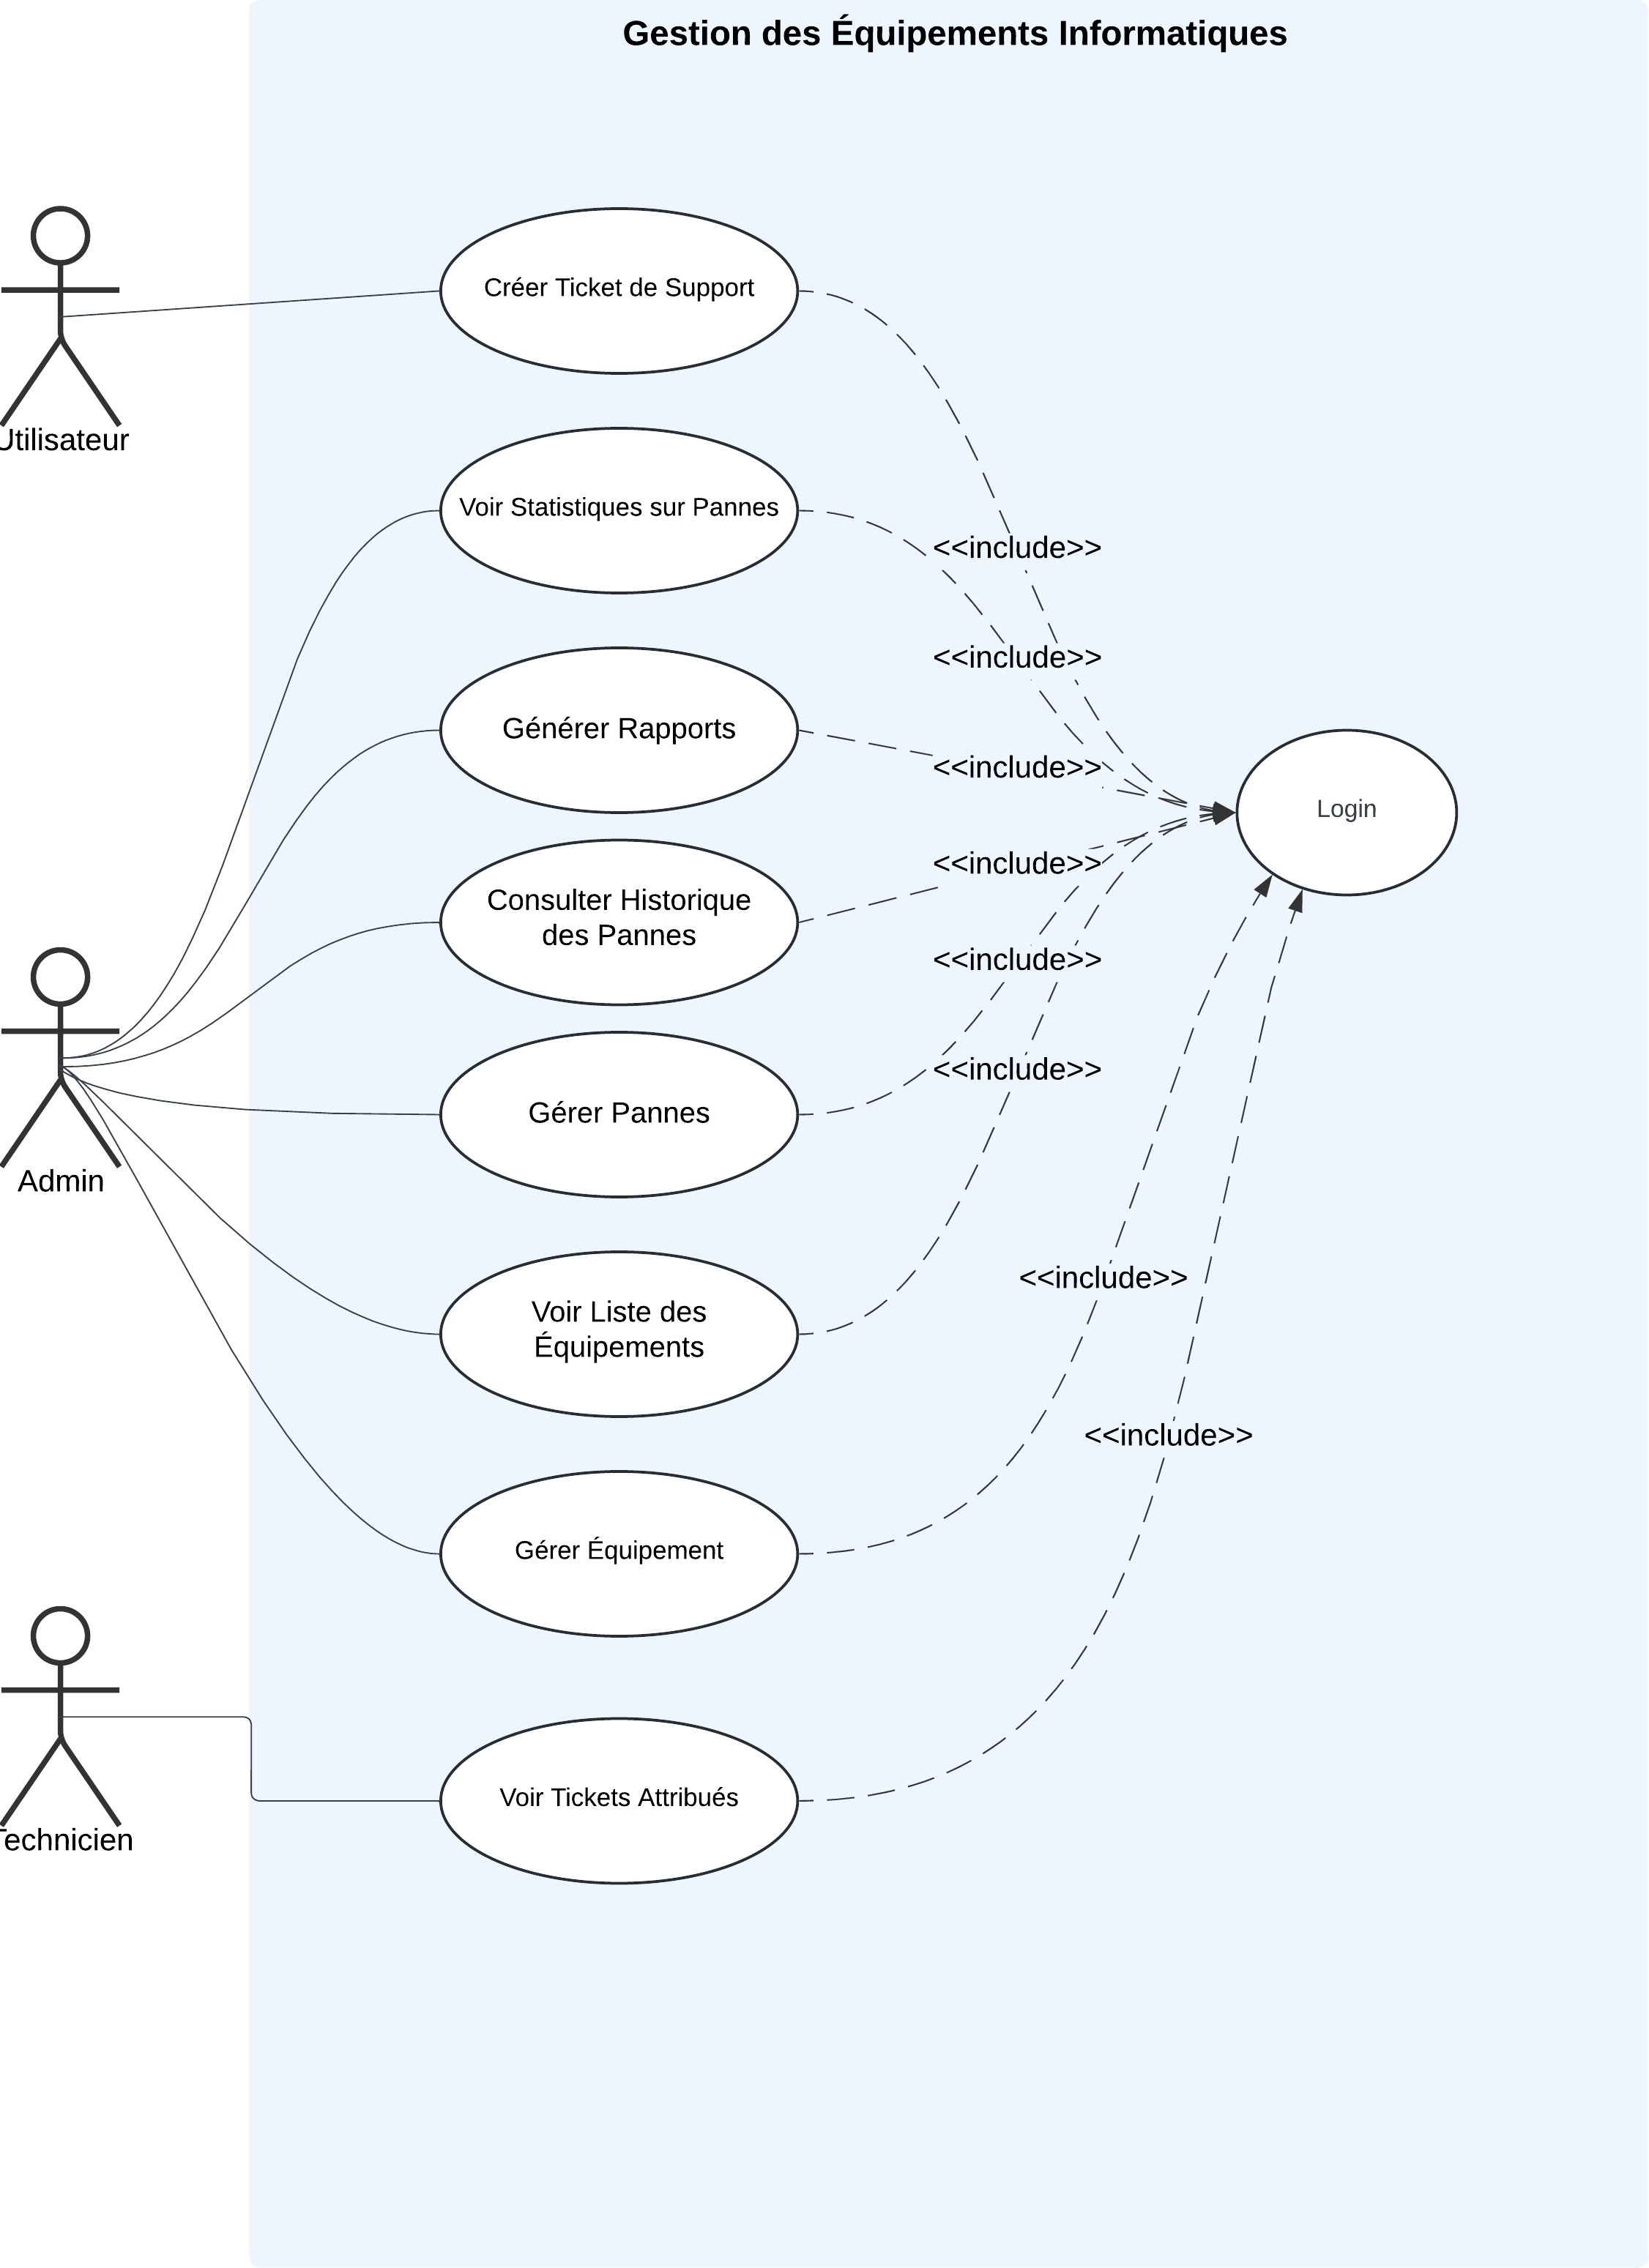 Gestion des Équipements Informatiques
Créer Ticket de Support
Utilisateur
Voir Statistiques sur Pannes
<<include>>
<<include>>
Générer Rapports
<<include>>
Login
<<include>>
Consulter Historique
des Pannes
<<include>>
<<include>>
Gérer Pannes
Admin
<<include>>
Voir Liste des
Équipements
<<include>>
Gérer Équipement
Voir Tickets Attribués
Technicien